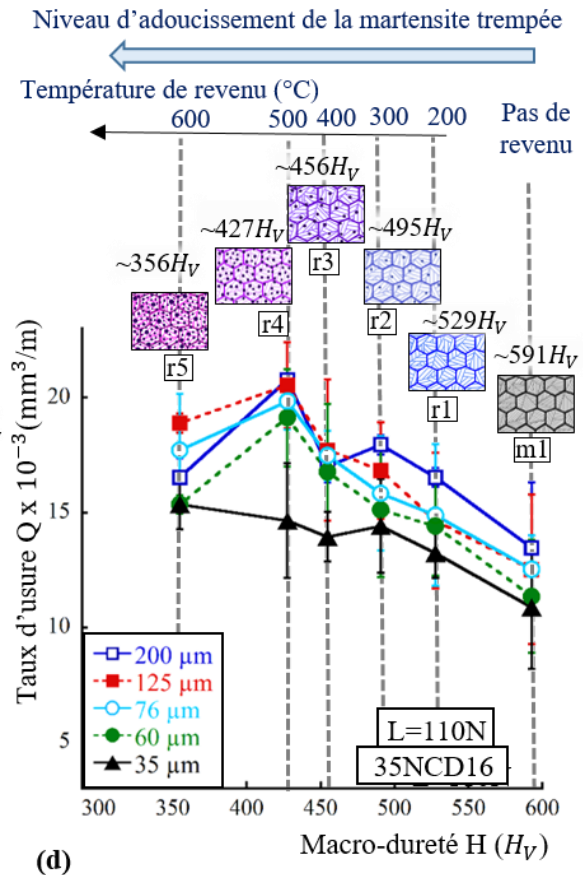 Niveau d’adoucissement de la martensite trempée
Température de revenu (°C)
600 500 400 300 200
Pas de
revenu
~456H_V
~427H_V
~495H_V
~356H_V
r3
~529H_V
r4
r2
~591H_V
r5
r1
m1
Taux d’usure Q x 10⁻³ (mm³/m)
20
15
10
5
200 µm
125 µm
76 µm
60 µm
35 µm
L=110N
35NCD16
300 350 400 450 500 550 600
Macro-dureté H (H_V)
(d)